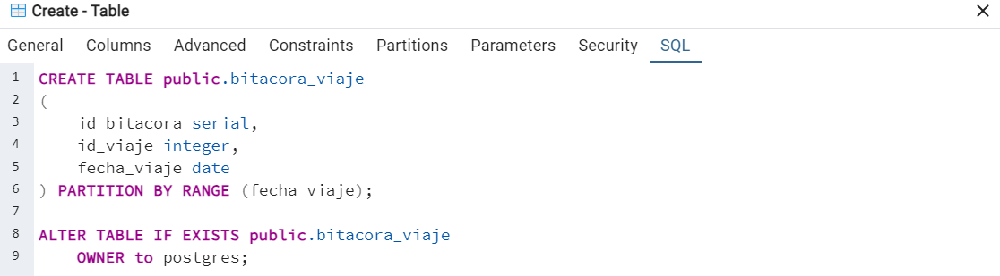 Create - Table
General Columns Advanced Constraints Partitions Parameters Security SQL
1 CREATE TABLE public.bitacora_viaje
2 (
3 id_bitacora serial,
4 id_viaje integer,
5 fecha_viaje date
6 ) PARTITION BY RANGE (fecha_viaje);
7
8 ALTER TABLE IF EXISTS public.bitacora_viaje
9 OWNER to postgres;